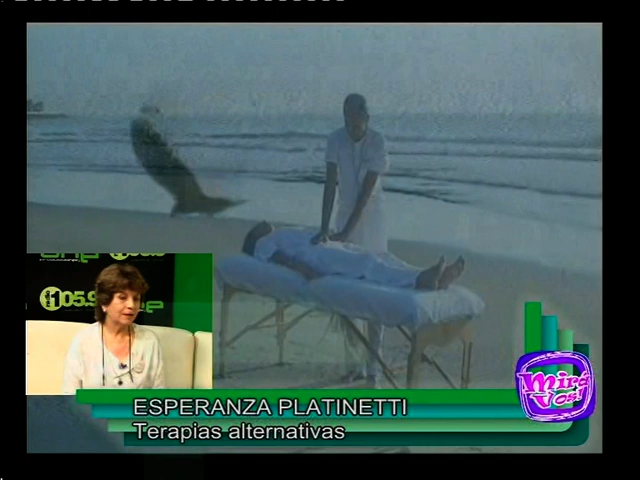 105.9
ESPERANZA PLATINETTI
Terapias alternativas
Mirá
Vos!